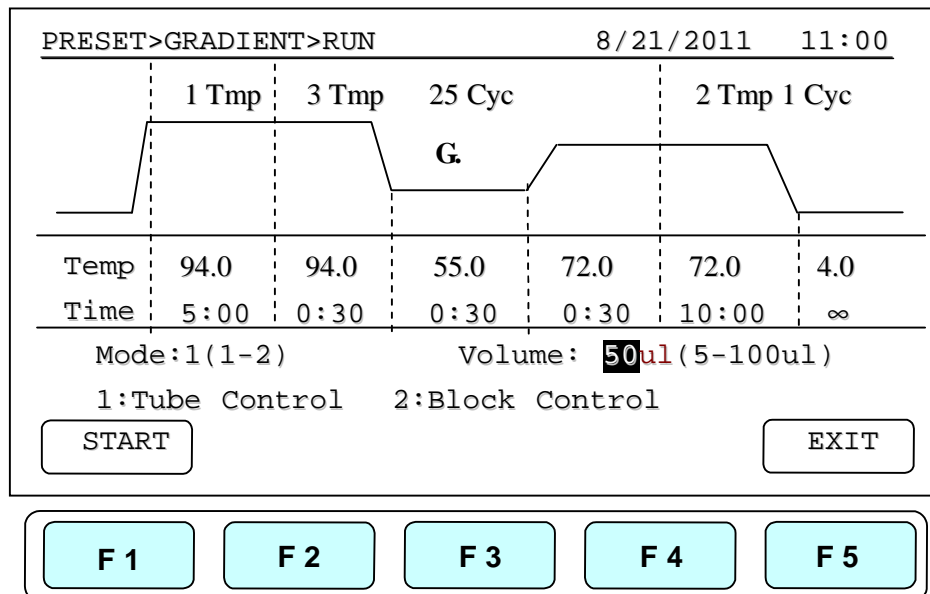 PRESET>GRADIENT>RUN 8/21/2011 11:00
1 Tmp 3 Tmp 25 Cyc 2 Tmp 1 Cyc
G.
Temp 94.0 94.0 55.0 72.0 72.0 4.0
Time 5:00 0:30 0:30 0:30 10:00 ∞
Mode:1(1-2) Volume: 50ul(5-100ul)
1:Tube Control 2:Block Control
START EXIT
F 1 F 2 F 3 F 4 F 5